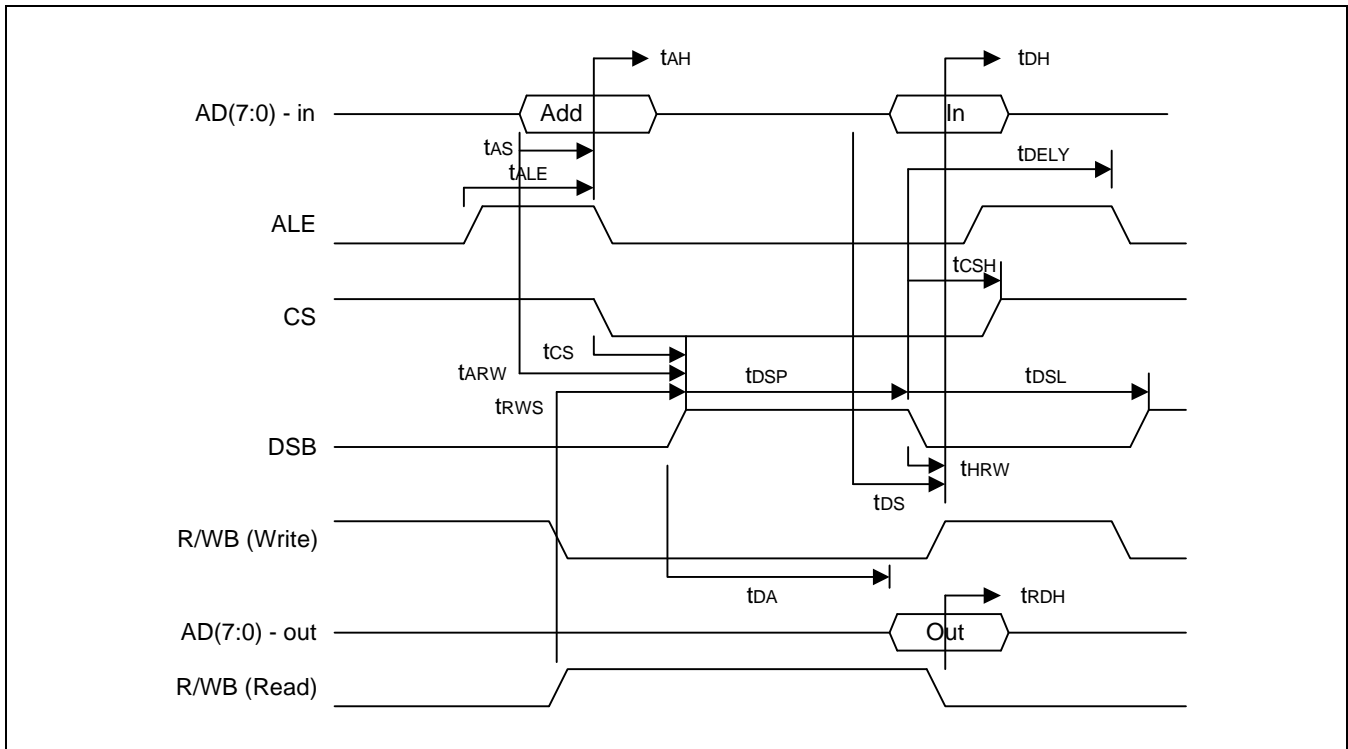 tAH
tDH
AD(7:0) - in
Add
In
tAS
tDELY
tALE
ALE
tCSH
CS
tCS
tARW
tDSP
tDSL
tRWS
DSB
tHRW
tDS
R/WB (Write)
tDA
tRDH
AD(7:0) - out
Out
R/WB (Read)